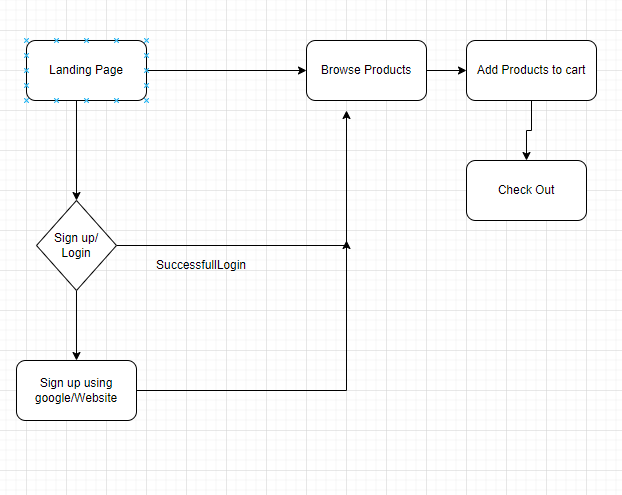 Landing Page
Browse Products
Add Products to cart
Check Out
Sign up/
Login
SuccessfullLogin
Sign up using
google/Website